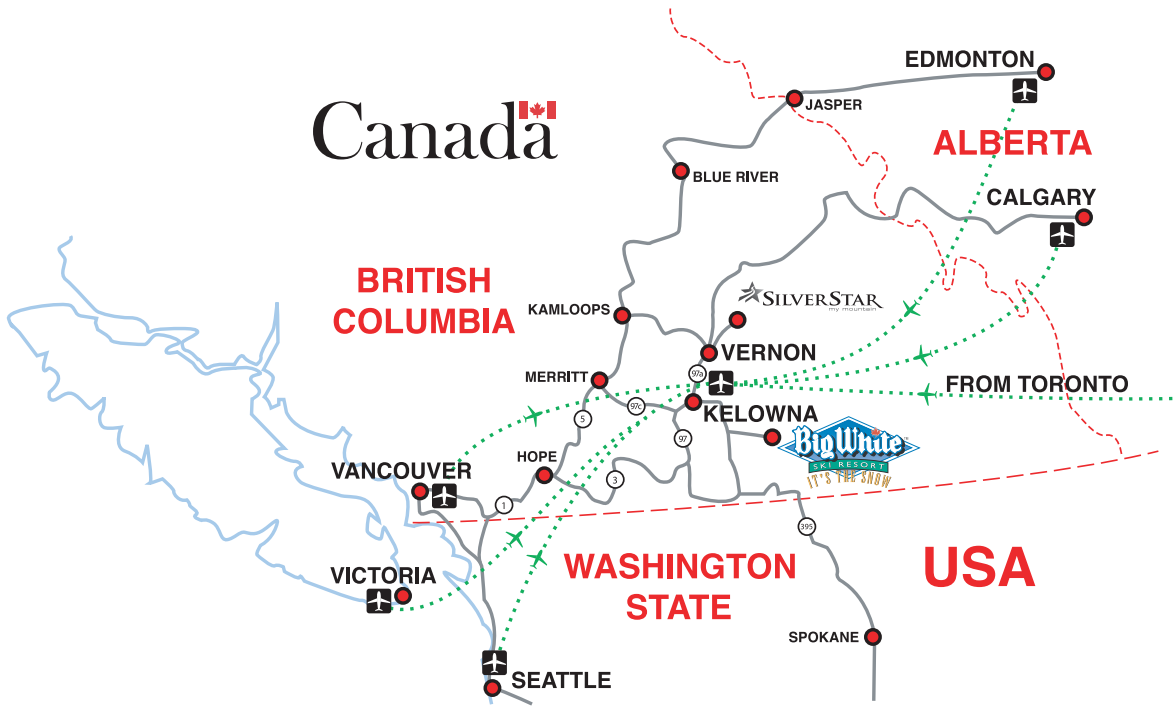 EDMONTON
JASPER
Canada
ALBERTA
BLUE RIVER
CALGARY
BRITISH
COLUMBIA
SILVERSTAR
my mountain
KAMLOOPS
VERNON
97a
MERRITT
FROM TORONTO
97c
KELOWNA
5
97
Big White
SKI RESORT
IT'S THE SNOW
HOPE
VANCOUVER
3
1
395
WASHINGTON
STATE
USA
VICTORIA
SPOKANE
SEATTLE